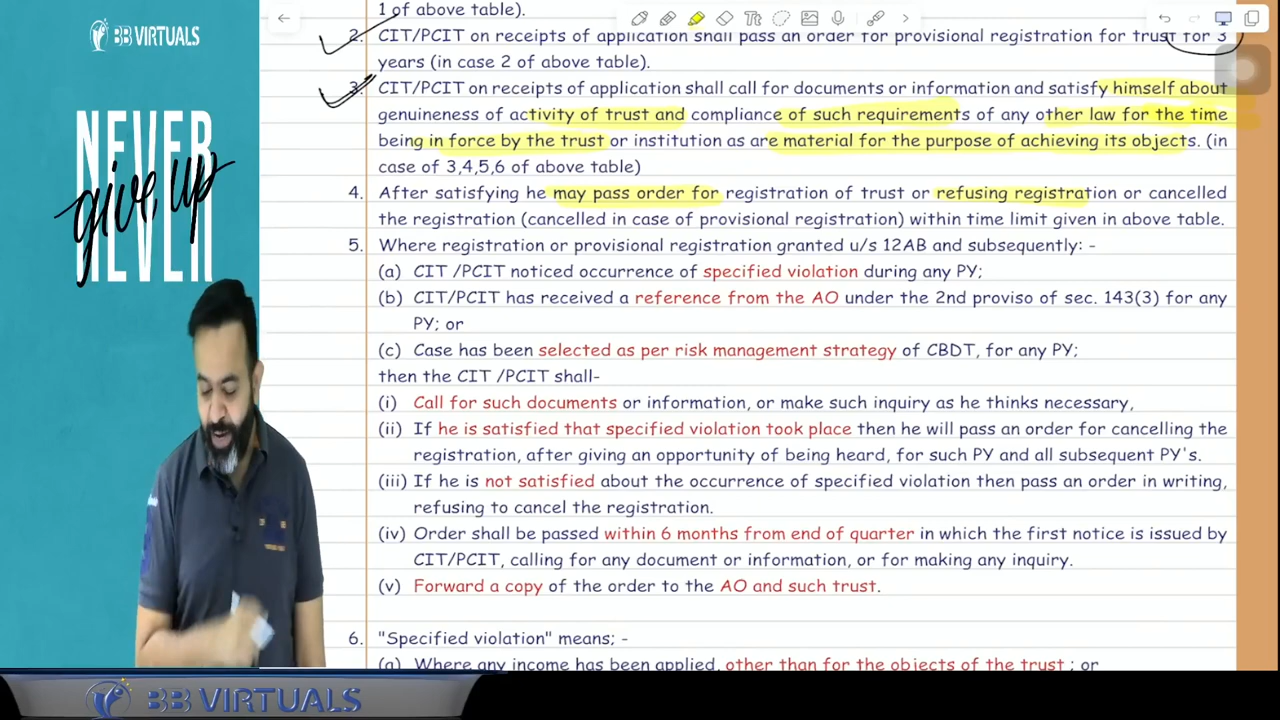 BB VIRTUALS
NEVER
give up
NEVER
1 of above table).
2. CIT/PCIT on receipts of application shall pass an order for provisional registration for trust for 3
years (in case 2 of above table).
3. CIT/PCIT on receipts of application shall call for documents or information and satisfy himself about
genuineness of activity of trust and compliance of such requirements of any other law for the time
being in force by the trust or institution as are material for the purpose of achieving its objects. (in
case of 3,4,5,6 of above table)
4. After satisfying he may pass order for registration of trust or refusing registration or cancelled
the registration (cancelled in case of provisional registration) within time limit given in above table.
5. Where registration or provisional registration granted u/s 12AB and subsequently: -
(a) CIT /PCIT noticed occurrence of specified violation during any PY;
(b) CIT/PCIT has received a reference from the AO under the 2nd proviso of sec. 143(3) for any
PY; or
(c) Case has been selected as per risk management strategy of CBDT, for any PY;
then the CIT /PCIT shall-
(i) Call for such documents or information, or make such inquiry as he thinks necessary,
(ii) If he is satisfied that specified violation took place then he will pass an order for cancelling the
registration, after giving an opportunity of being heard, for such PY and all subsequent PY's.
(iii) If he is not satisfied about the occurrence of specified violation then pass an order in writing,
refusing to cancel the registration.
(iv) Order shall be passed within 6 months from end of quarter in which the first notice is issued by
CIT/PCIT, calling for any document or information, or for making any inquiry.
(v) Forward a copy of the order to the AO and such trust.
6. "Specified violation" means; -
(a) Where any income has been applied, other than for the objects of the trust ; or
BB VIRTUALS